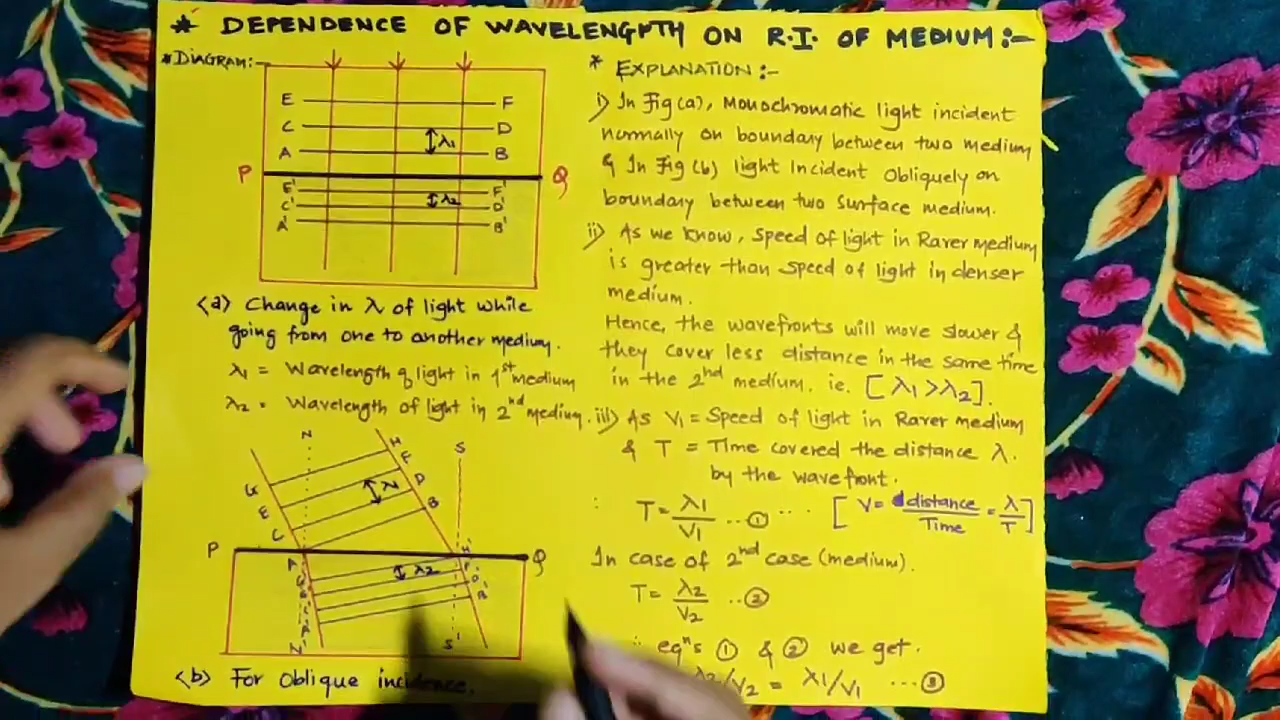 * DEPENDENCE OF WAVELENGPTH ON R.I. OF MEDIUM:-
* DIAGRAM:-
E F
C D
λ1
A B
P Q
E' F'
C' λ2 D'
A' B'
(a) Change in λ of light while
going from one to another medium.
λ1 = Wavelength of light in 1st medium
λ2 = Wavelength of light in 2nd medium.
N H S
F
G D
λ1
E B
C
P Q
A H'
λ2 F'
G' D'
E' B'
C'
A'
N' S'
(b) For Oblique incidence.
* EXPLANATION:-
i) In Fig(a), Monochromatic light incident
normally on boundary between two medium
& In Fig (b) light Incident Obliquely on
boundary between two Surface medium.
ii) As we know, Speed of light in Rarer medium
is greater than speed of light in denser
medium.
Hence, the wavefronts will move slower &
they cover less distance in the same time
in the 2nd medium. ie. [λ1 > λ2].
iii) As V1 = Speed of light in Rarer medium
& T = Time covered the distance λ.
by the wavefront.
∴ T = λ1/V1 ...① ... [V = distance/Time = λ/T]
In case of 2nd case (medium).
T = λ2/V2 ..②
∴ eqn's ① & ② we get.
λ2/V2 = λ1/V1 ...③